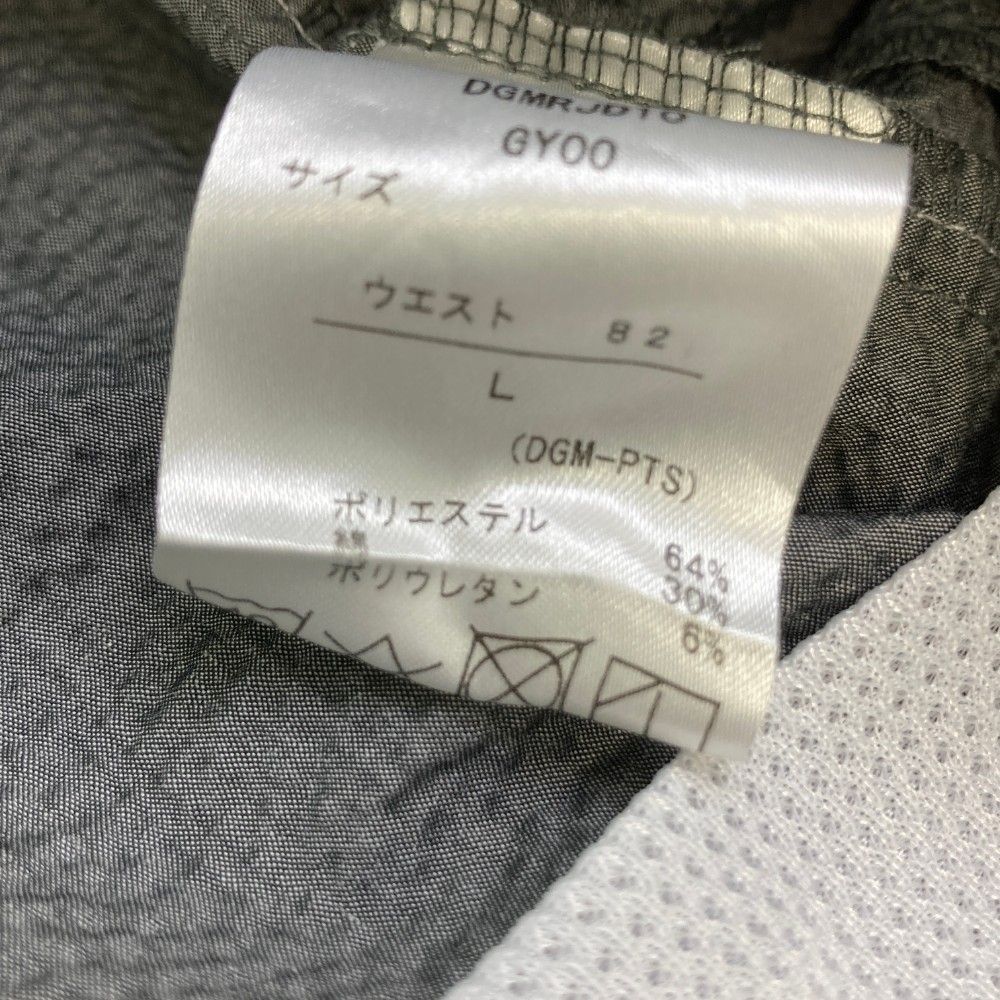 DGMRJD10
GY00
サイズ
ウエスト 82
L
(DGM-PTS)
ポリエステル 64%
綿 30%
ポリウレタン 6%